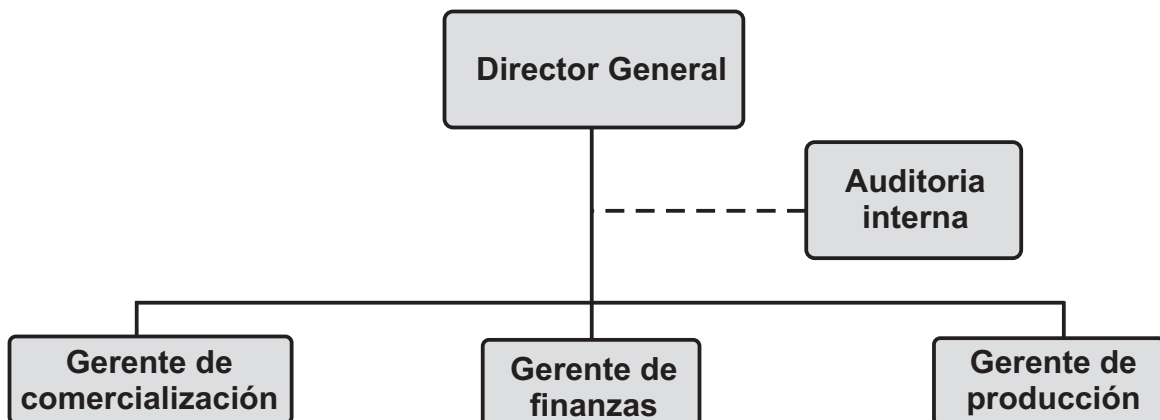 Director General
Auditoria
interna
Gerente de
comercialización
Gerente de
finanzas
Gerente de
producción